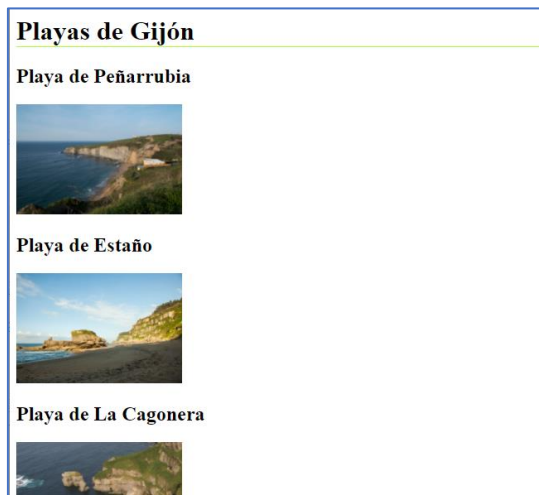 Playas de Gijón
Playa de Peñarrubia
Playa de Estaño
Playa de La Cagonera